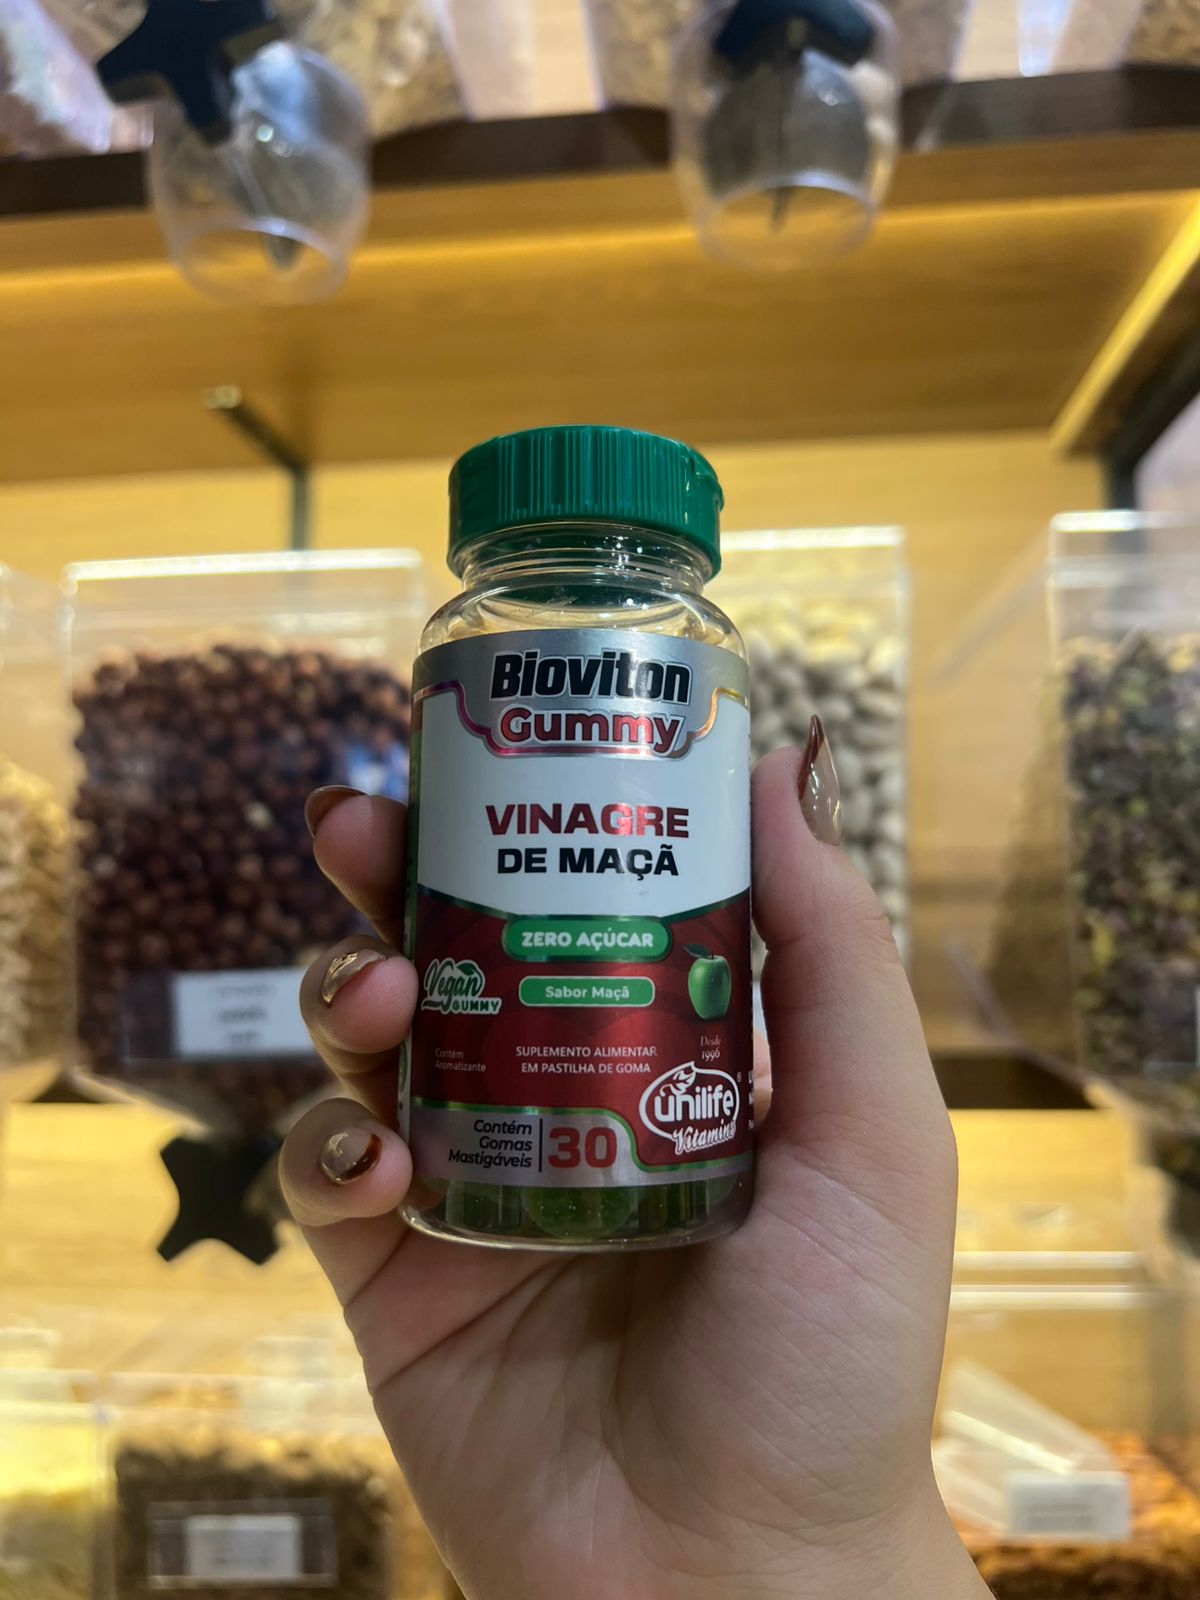 Bioviton
Gummy
VINAGRE
DE MAÇÃ
ZERO AÇÚCAR
Vegan
GUMMY
Sabor Maçã
Contém
Aromatizante
SUPLEMENTO ALIMENTAR
EM PASTILHA DE GOMA
Desde
1996
unilife
Vitamins
®
Contém
Gomas
Mastigáveis
30